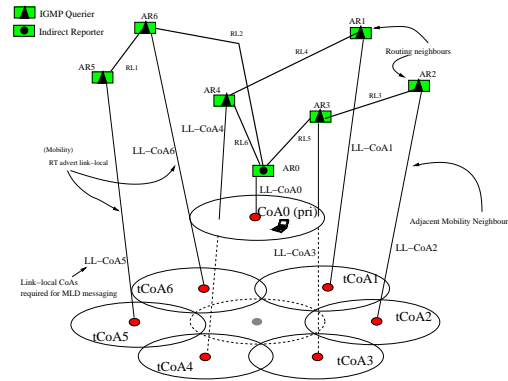 IGMP Querier
Indirect Reporter
AR6
AR1
RL2
RL4
Routing neighbours
AR5
RL1
AR2
AR4
RL3
AR3
LL-CoA4
RL6
RL5
LL-CoA1
(Mobility)
RT advert link-local
LL-CoA6
AR0
LL-CoA0
CoA0 (pri)
Adjacent Mobility Neighbour
LL-CoA3
LL-CoA2
LL-CoA5
Link-local CoAs
required for MLD messaging
tCoA6
tCoA1
tCoA5
tCoA2
tCoA4
tCoA3